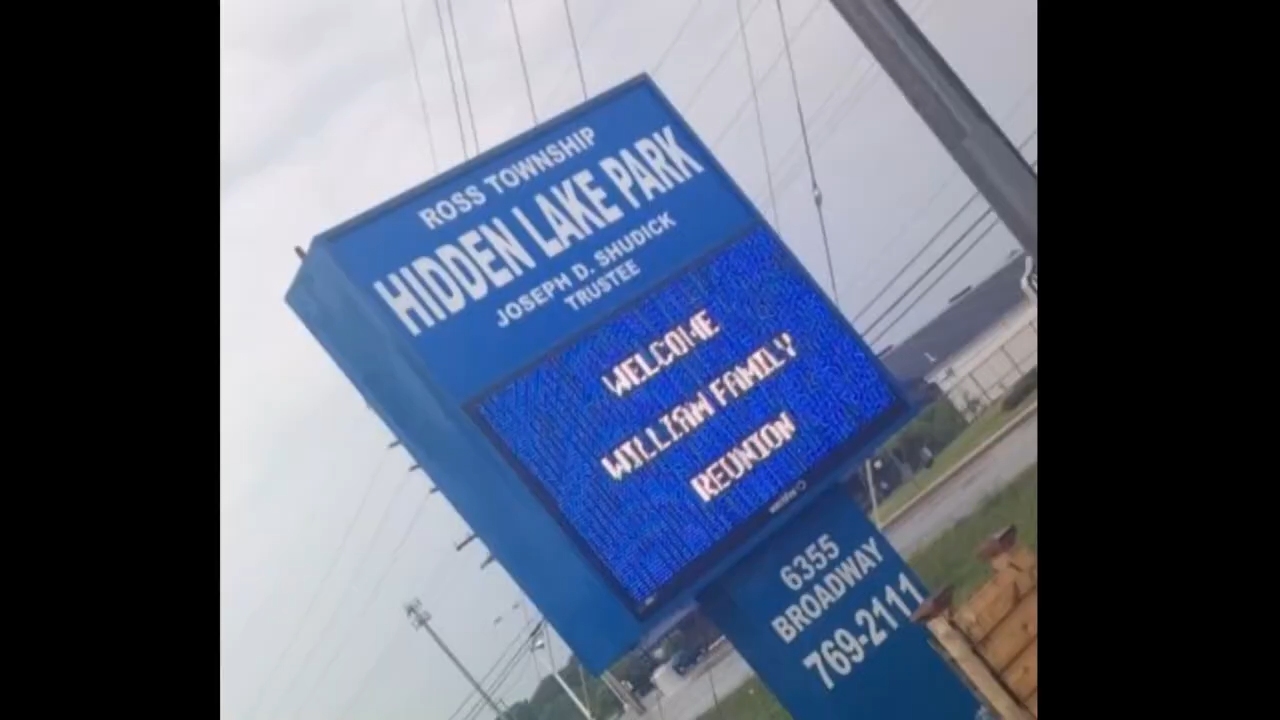 ROSS TOWNSHIP
HIDDEN LAKE PARK
JOSEPH D. SHUDICK
TRUSTEE
WELCOME
WILLIAM FAMILY
REUNION
6355
BROADWAY
769-2111